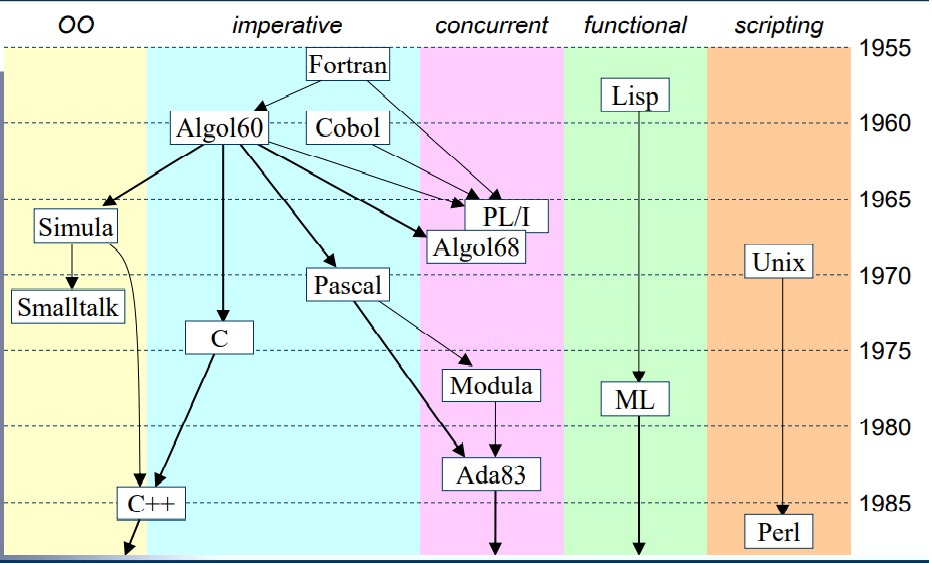 OO imperative concurrent functional scripting
1955
Fortran
Lisp
1960
Algol60 Cobol
1965
PL/I
Simula
Algol68
Unix
1970
Pascal
Smalltalk
C
1975
Modula
ML
1980
Ada83
1985
C++
Perl